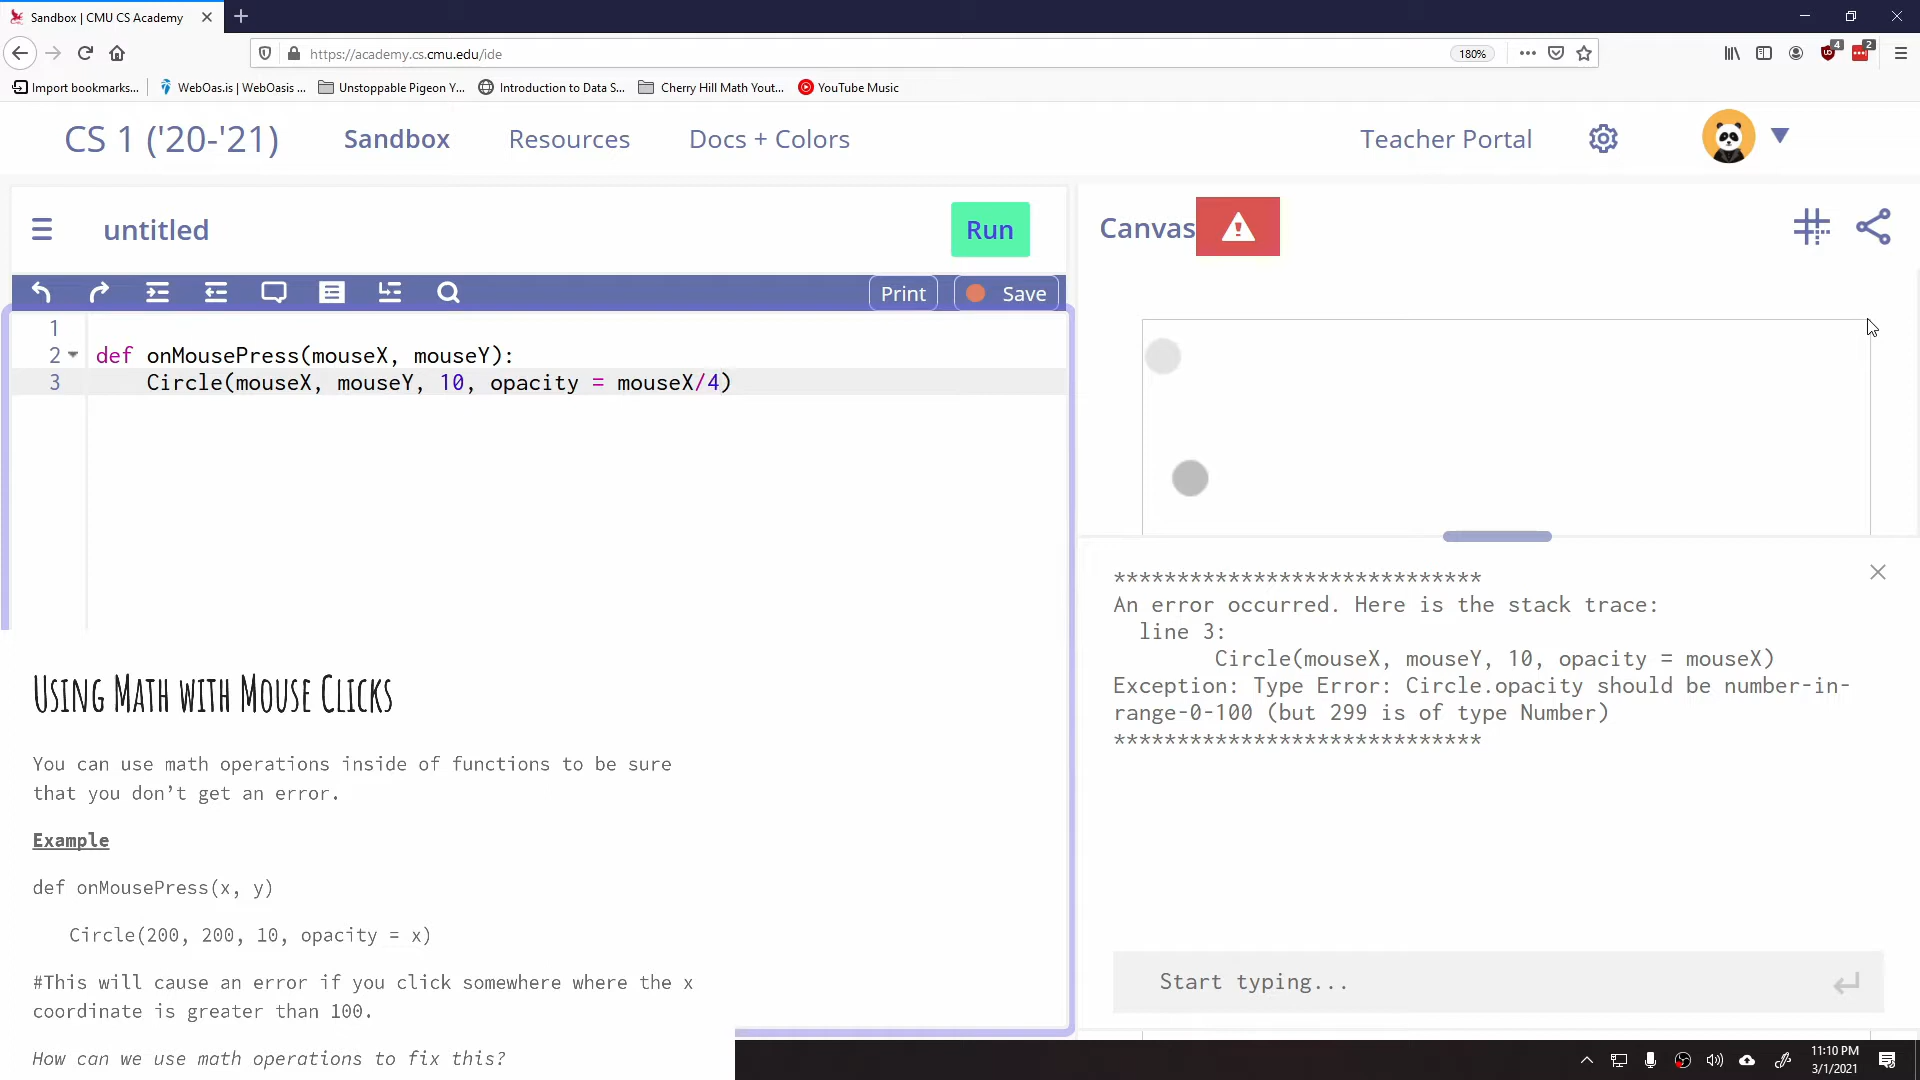 Sandbox | CMU CS Academy
https://academy.cs.cmu.edu/ide
180%
4
2
Import bookmarks...
WebOas.is | WebOasis ...
Unstoppable Pigeon Y...
Introduction to Data S...
Cherry Hill Math Yout...
YouTube Music
CS 1 ('20-'21)
Sandbox
Resources
Docs + Colors
Teacher Portal
untitled
Run
Canvas
Print
Save
1
2 def onMousePress(mouseX, mouseY):
3 Circle(mouseX, mouseY, 10, opacity = mouseX/4)
USING MATH WITH MOUSE CLICKS
You can use math operations inside of functions to be sure
that you don't get an error.
Example
def onMousePress(x, y)
Circle(200, 200, 10, opacity = x)
#This will cause an error if you click somewhere where the x
coordinate is greater than 100.
How can we use math operations to fix this?
*****************************
An error occurred. Here is the stack trace:
line 3:
Circle(mouseX, mouseY, 10, opacity = mouseX)
Exception: Type Error: Circle.opacity should be number-in-
range-0-100 (but 299 is of type Number)
*****************************
Start typing...
11:10 PM
3/1/2021